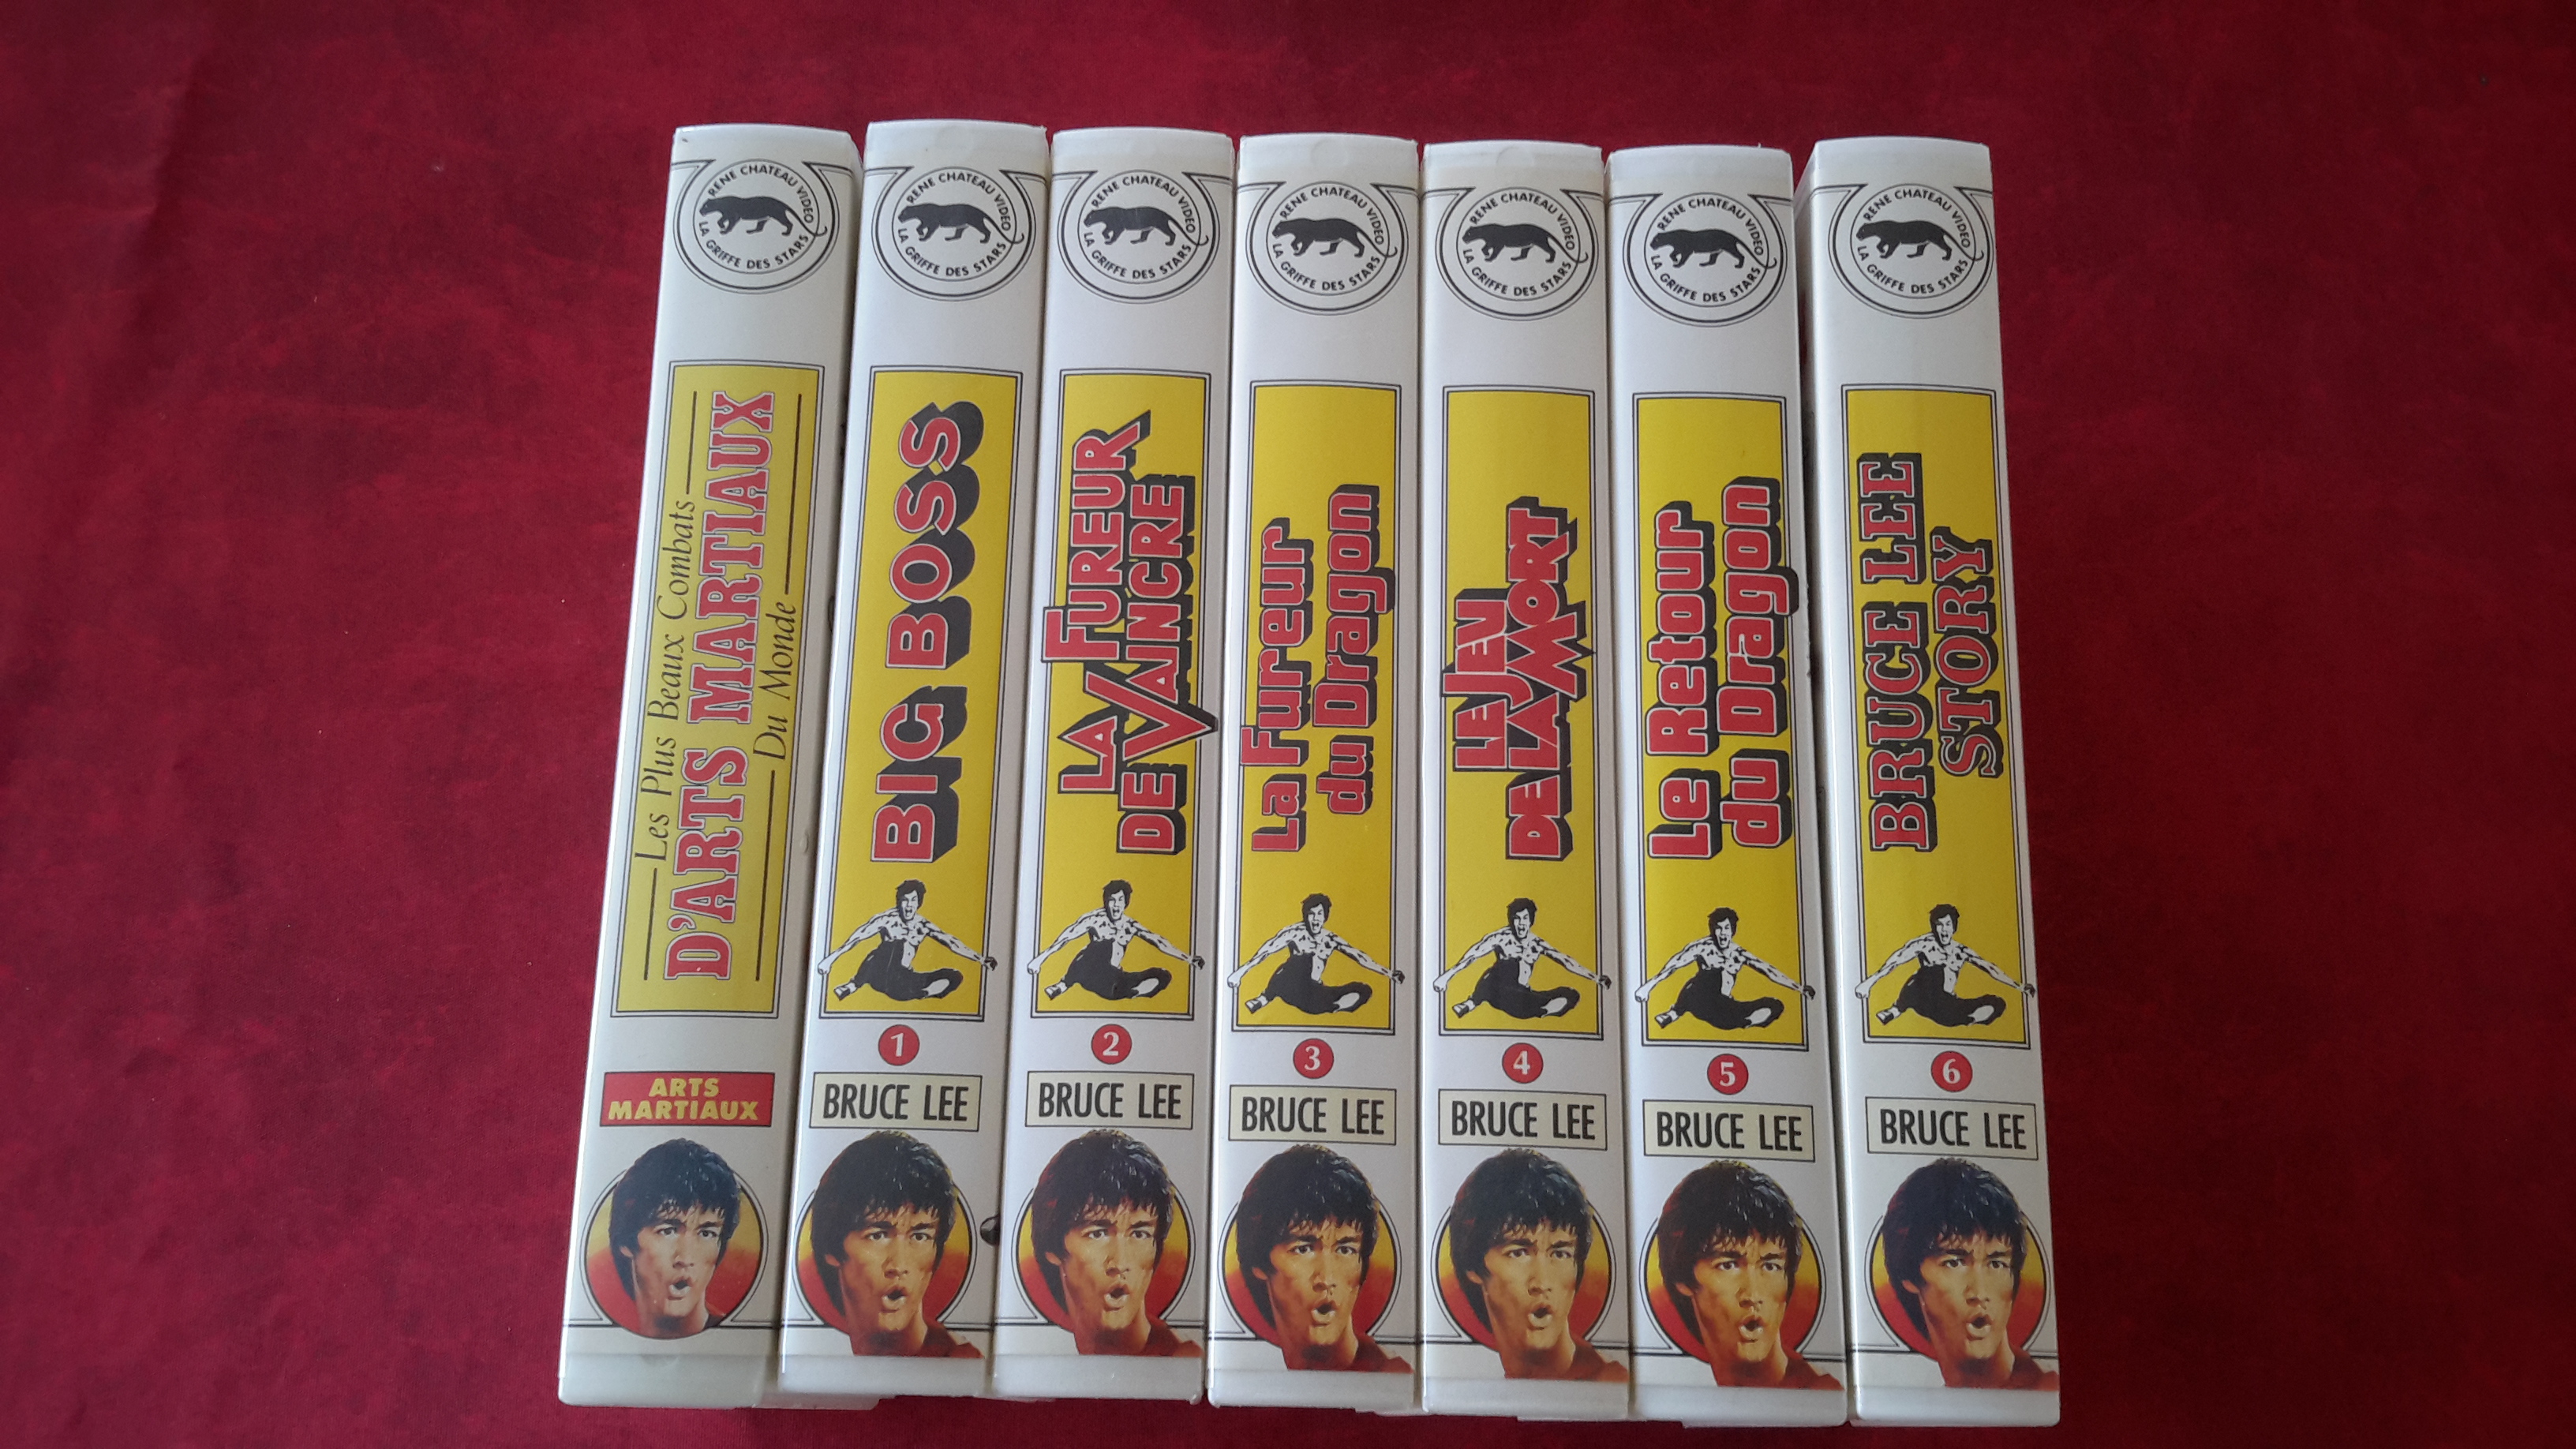 RENE CHATEAU VIDEO
LA GRIFFE DES STARS
Les Plus Beaux Combats
D'ARTS MARTIAUX
Du Monde
ARTS
MARTIAUX
RENE CHATEAU VIDEO
LA GRIFFE DES STARS
BIG BOSS
1
BRUCE LEE
RENE CHATEAU VIDEO
LA GRIFFE DES STARS
LA FUREUR
DE VAINCRE
2
BRUCE LEE
RENE CHATEAU VIDEO
LA GRIFFE DES STARS
La Fureur
du Dragon
3
BRUCE LEE
RENE CHATEAU VIDEO
LA GRIFFE DES STARS
LE JEU
DE LA MORT
4
BRUCE LEE
RENE CHATEAU VIDEO
LA GRIFFE DES STARS
Le Retour
du Dragon
5
BRUCE LEE
RENE CHATEAU VIDEO
LA GRIFFE DES STARS
BRUCE LEE
STORY
6
BRUCE LEE